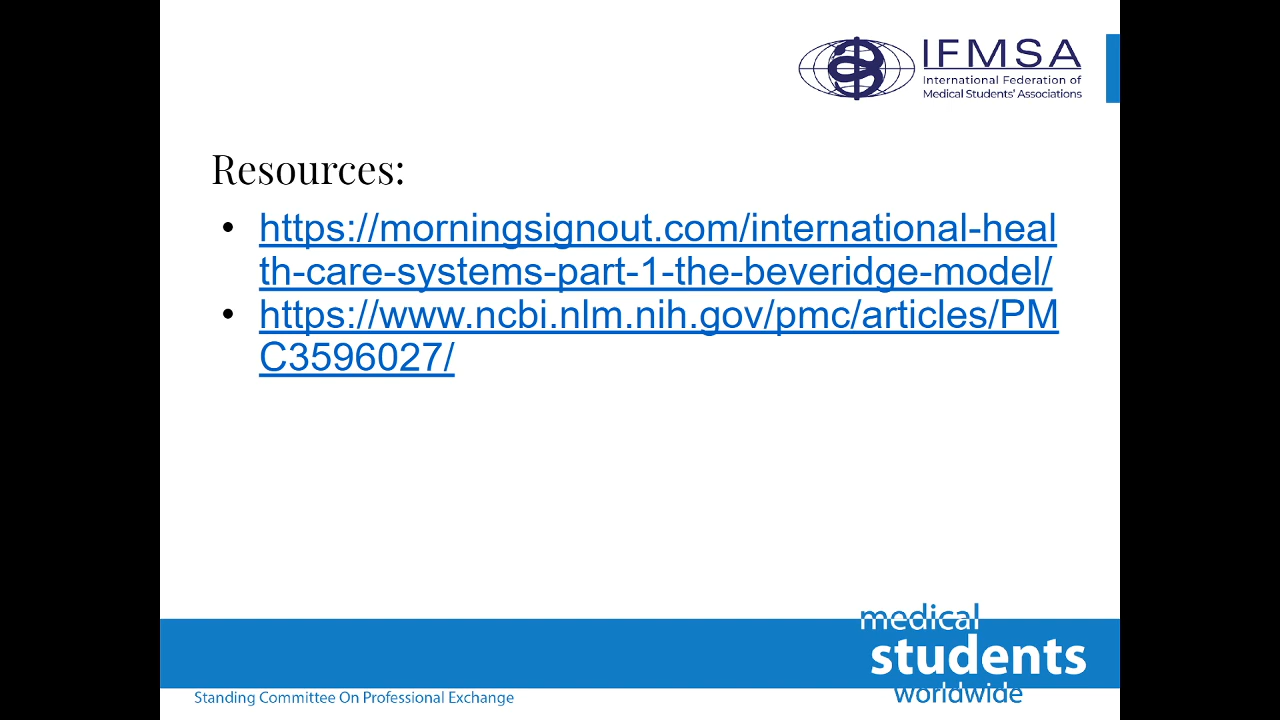 IFMSA
International Federation of
Medical Students' Associations
Resources:
• https://morningsignout.com/international-heal
th-care-systems-part-1-the-beveridge-model/
• https://www.ncbi.nlm.nih.gov/pmc/articles/PM
C3596027/
medical
students
worldwide
Standing Committee On Professional Exchange